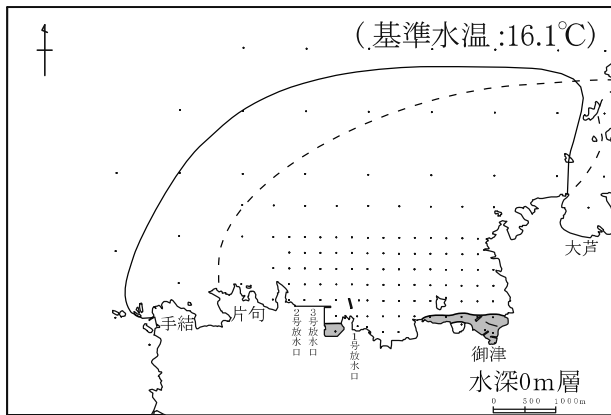 (基準水温:16.1℃)
大芦
手結
片句
2号放水口
3号放水口
1号放水口
御津
水深0m層
0 300 1000m